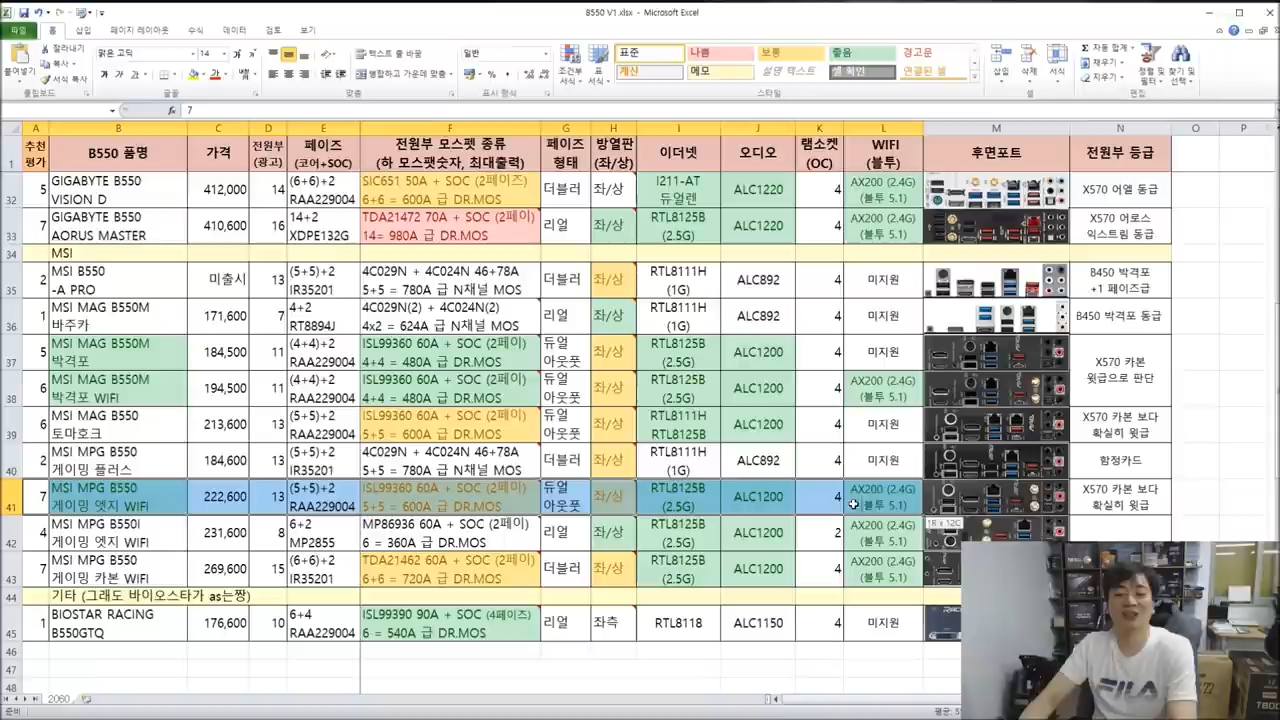 B550 V1.xlsx - Microsoft Excel
파일 홈 삽입 페이지 레이아웃 수식 데이터 검토 보기
붙여넣기 잘라내기 맑은 고딕 14 텍스트 줄 바꿈 일반 표준 나쁨 보통 좋음 경고문 자동 합계
복사 조건부 서식 표 서식 삽입 삭제 서식 채우기 정렬 및 필터 찾기 및 선택
서식 복사 병합하고 가운데 맞춤 계산 메모 설명 텍스트 셀 확인 연결된 셀 지우기
클립보드 글꼴 맞춤 표시 형식 스타일 셀 편집
fx 7
A B C D E F G H I J K L M N O P
1 추천 평가 B550 품명 가격 전원부 (광고) 페이즈 (코어+SOC) 전원부 모스펫 종류 (하 모스팻숫자, 최대출력) 페이즈 형태 방열판 (좌/상) 이더넷 오디오 램소켓 (OC) WIFI (블투) 후면포트 전원부 등급
32 5 GIGABYTE B550 VISION D 412,000 14 (6+6)+2 RAA229004 SIC651 50A + SOC (2페이즈) 6+6 = 600A 급 DR.MOS 더블러 좌/상 I211-AT 듀얼렌 ALC1220 4 AX200 (2.4G) (블투 5.1) X570 어엘 동급
33 7 GIGABYTE B550 AORUS MASTER 410,600 16 14+2 XDPE132G TDA21472 70A + SOC (2페이) 14= 980A 급 DR.MOS 리얼 좌/상 RTL8125B (2.5G) ALC1220 4 AX200 (2.4G) (블투 5.1) X570 어로스 익스트림 동급
34 MSI
35 2 MSI B550 -A PRO 미출시 13 (5+5)+2 IR35201 4C029N + 4C024N 46+78A 5+5 = 780A 급 N채널 MOS 더블러 좌/상 RTL8111H (1G) ALC892 4 미지원 B450 박격포 +1 페이즈급
36 1 MSI MAG B550M 바주카 171,600 7 4+2 RT8894J 4C029N(2) + 4C024N(2) 4x2 = 624A 급 N채널 MOS 리얼 좌/상 RTL8111H (1G) ALC892 4 미지원 B450 박격포 동급
37 5 MSI MAG B550M 박격포 184,500 11 (4+4)+2 RAA229004 ISL99360 60A + SOC (2페이) 4+4 = 480A 급 DR.MOS 듀얼 아웃풋 좌/상 RTL8125B (2.5G) ALC1200 4 미지원 X570 카본 윗급으로 판단
38 6 MSI MAG B550M 박격포 WIFI 194,500 11 (4+4)+2 RAA229004 ISL99360 60A + SOC (2페이) 4+4 = 480A 급 DR.MOS 듀얼 아웃풋 좌/상 RTL8125B (2.5G) ALC1200 4 AX200 (2.4G) (블투 5.1)
39 6 MSI MAG B550 토마호크 213,600 13 (5+5)+2 RAA229004 ISL99360 60A + SOC (2페이) 5+5 = 600A 급 DR.MOS 듀얼 아웃풋 좌/상 RTL8111H RTL8125B ALC1200 4 미지원 X570 카본 보다 확실히 윗급
40 2 MSI MPG B550 게이밍 플러스 184,600 13 (5+5)+2 IR35201 4C029N + 4C024N 46+78A 5+5 = 780A 급 N채널 MOS 더블러 좌/상 RTL8111H (1G) ALC892 4 미지원 함정카드
41 7 MSI MPG B550 게이밍 엣지 WIFI 222,600 13 (5+5)+2 RAA229004 ISL99360 60A + SOC (2페이) 5+5 = 600A 급 DR.MOS 듀얼 아웃풋 좌/상 RTL8125B (2.5G) ALC1200 4 AX200 (2.4G) (블투 5.1) X570 카본 보다 확실히 윗급
42 4 MSI MPG B550I 게이밍 엣지 WIFI 231,600 8 6+2 MP2855 MP86936 60A + SOC (2페이) 6 = 360A 급 DR.MOS 리얼 좌/상 RTL8125B (2.5G) ALC1200 2 AX200 (2.4G) (블투 5.1) 1R x 12C
43 7 MSI MPG B550 게이밍 카본 WIFI 269,600 15 (6+6)+2 IR35201 TDA21462 60A + SOC (2페이) 6+6 = 720A 급 DR.MOS 더블러 좌/상 RTL8125B (2.5G) ALC1200 4 AX200 (2.4G) (블투 5.1)
44 기타 (그래도 바이오스타가 as는짱)
45 1 BIOSTAR RACING B550GTQ 176,600 10 6+4 RAA229004 ISL99390 90A + SOC (4페이즈) 6 = 540A 급 DR.MOS 리얼 좌측 RTL8118 ALC1150 4 미지원
46
47
48
2060
준비
FILA